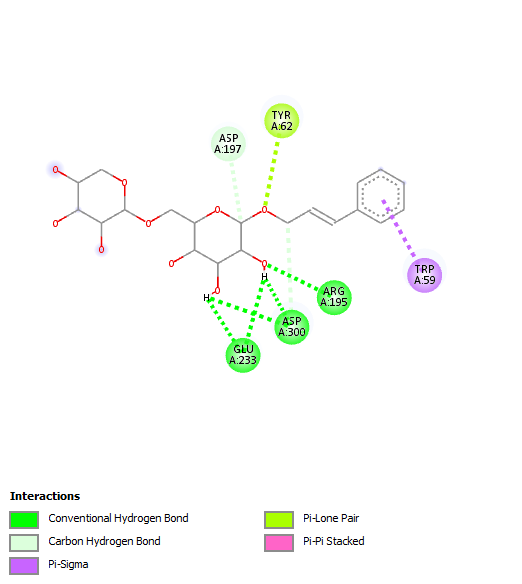 TYR
A:62
ASP
A:197
O
O
O
O
O
O
O
O
O
O
H
O
H
TRP
A:59
ARG
A:195
ASP
A:300
GLU
A:233
Interactions
Conventional Hydrogen Bond
Carbon Hydrogen Bond
Pi-Sigma
Pi-Lone Pair
Pi-Pi Stacked